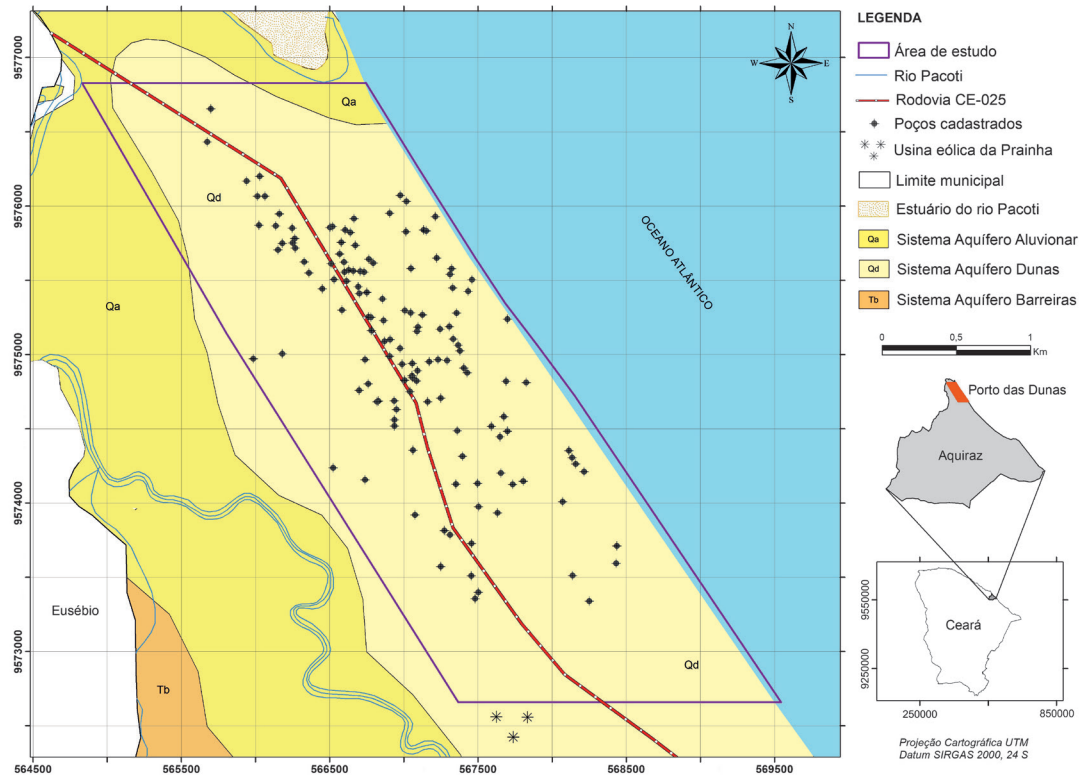 9577000
9576000
9575000
9574000
9573000
564500
565500
566500
567500
568500
569500
Qa
Qd
Qa
Qd
Tb
Eusébio
OCEANO ATLÂNTICO
N
W
E
S
LEGENDA
Área de estudo
Rio Pacoti
Rodovia CE-025
Poços cadastrados
Usina eólica da Prainha
Limite municipal
Estuário do rio Pacoti
Qa Sistema Aquífero Aluvionar
Qd Sistema Aquífero Dunas
Tb Sistema Aquífero Barreiras
0 0,5 1
Km
Porto das Dunas
Aquiraz
Ceará
9550000
9250000
250000
850000
Projeção Cartográfica UTM
Datum SIRGAS 2000, 24 S